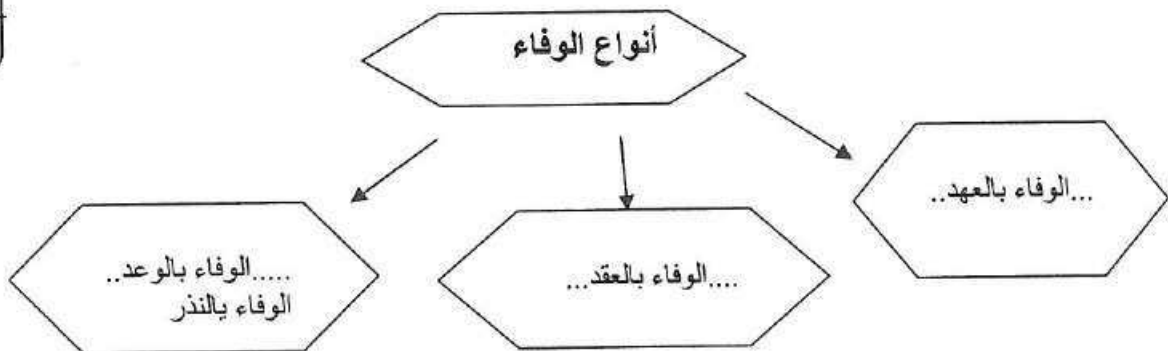 أنواع الوفاء
...الوفاء بالعهد..
....الوفاء بالعقد...
.....الوفاء بالوعد..
الوفاء يالنذر